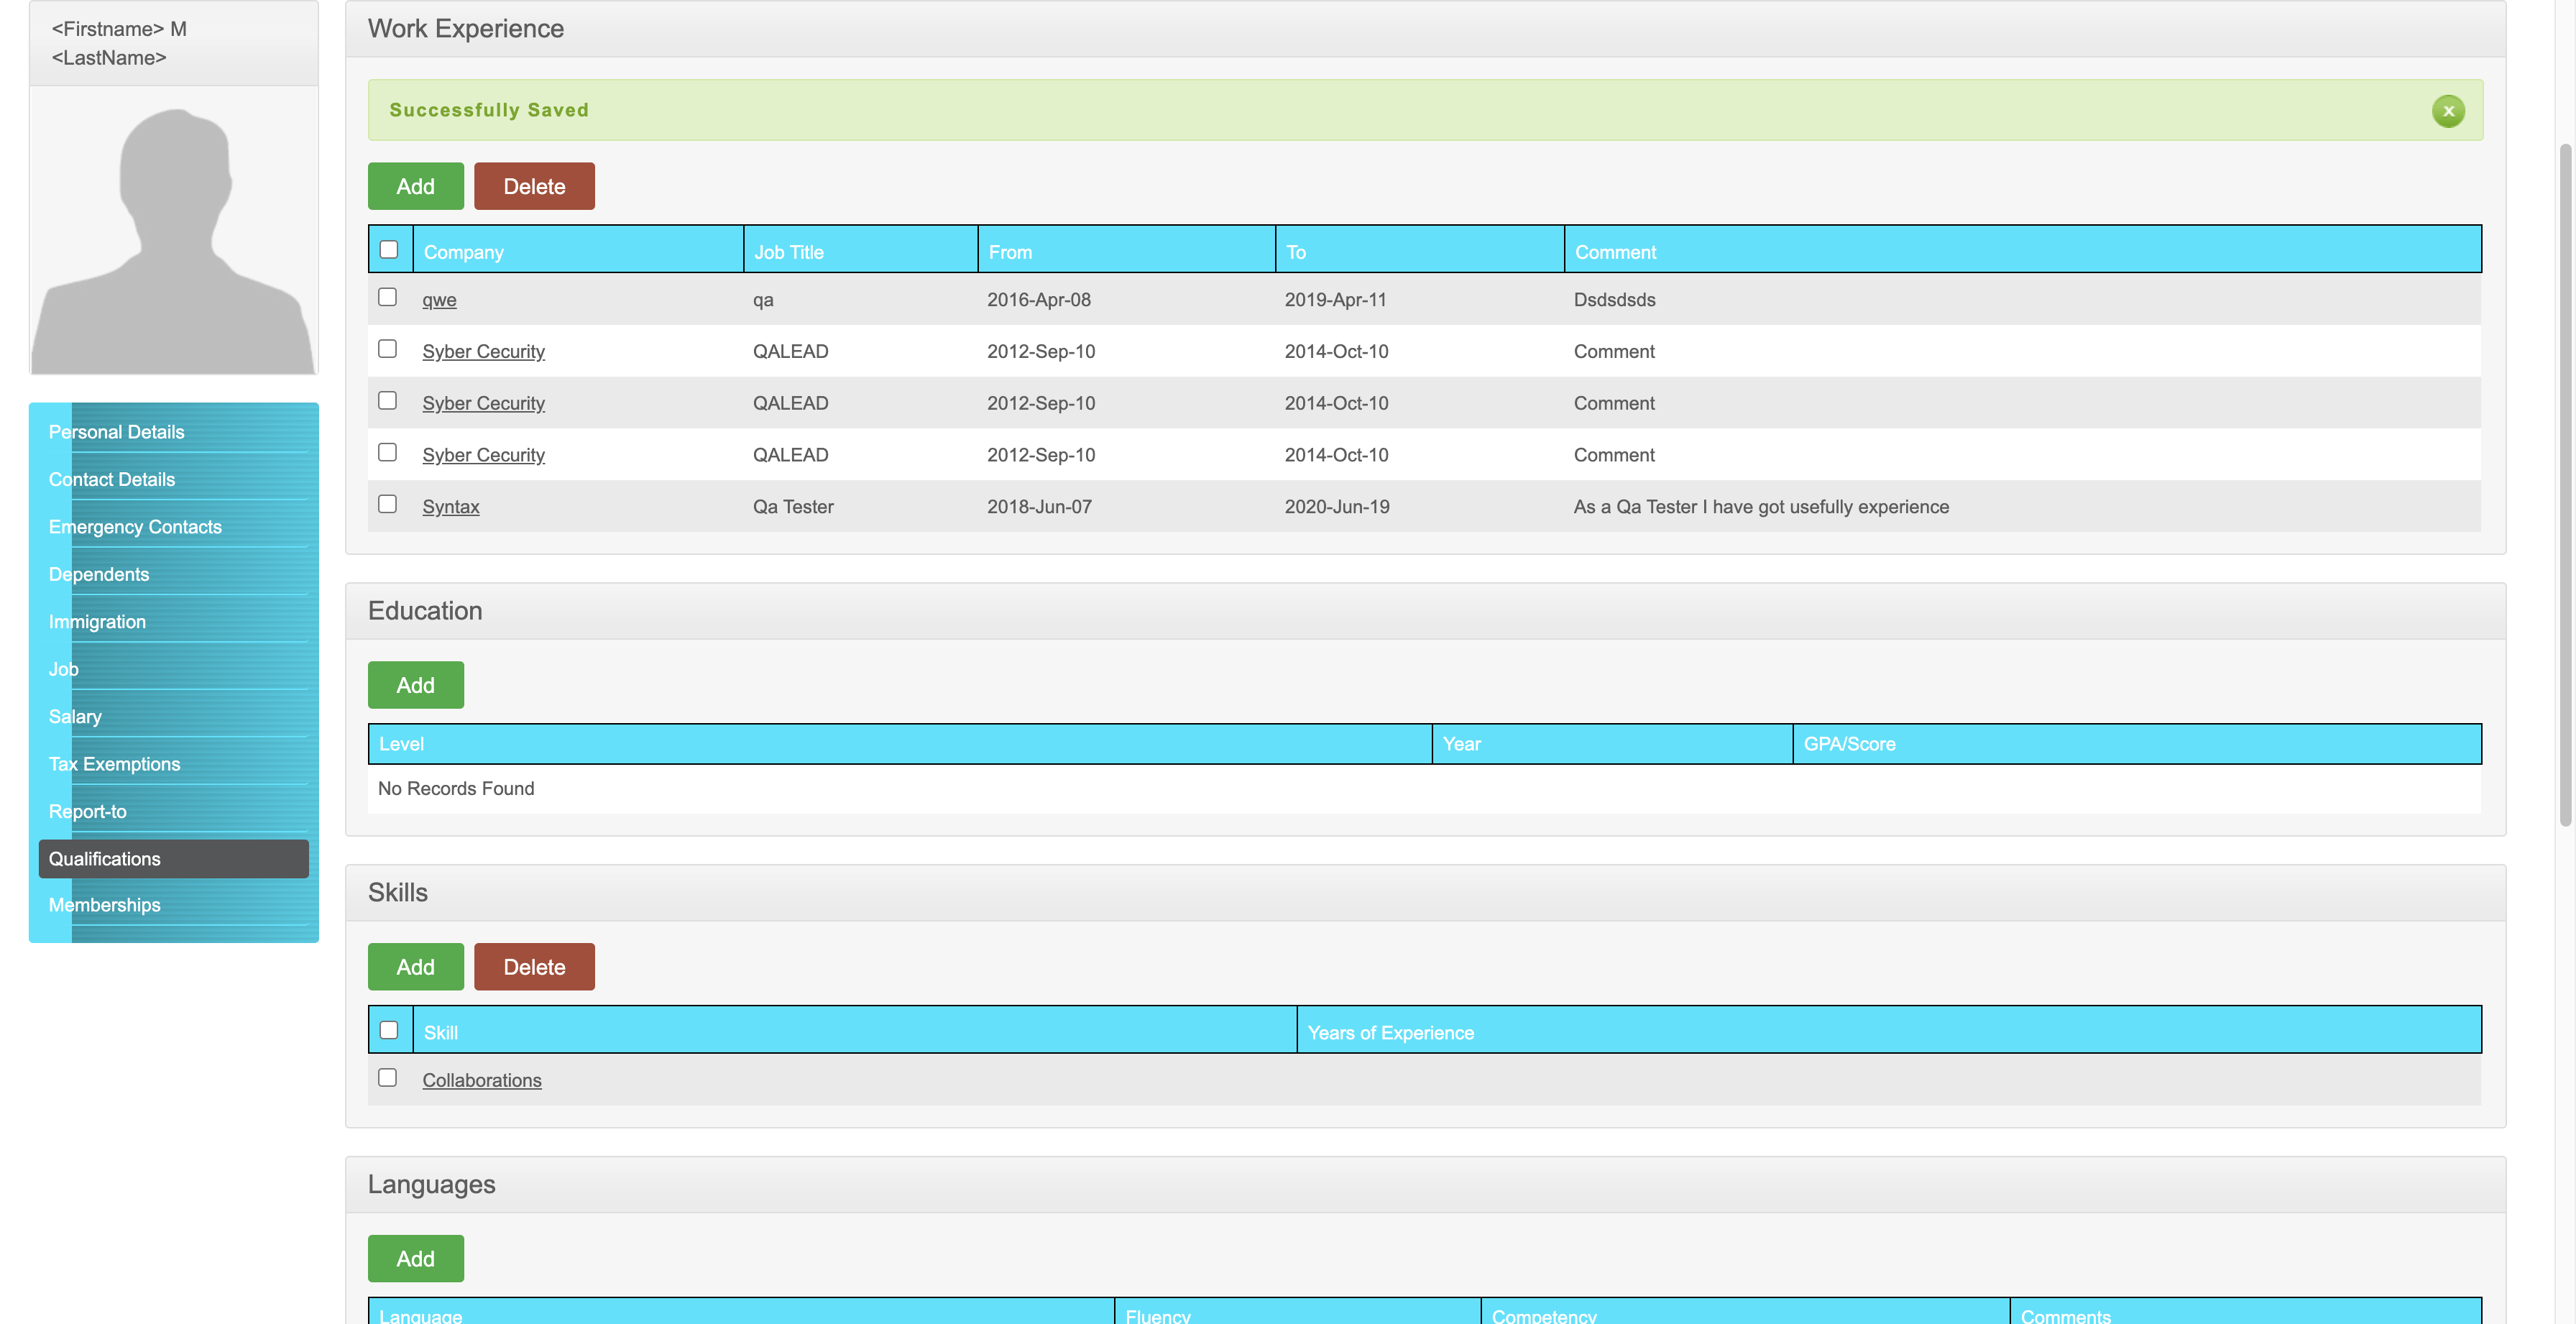 <Firstname> M
<LastName>
Personal Details
Contact Details
Emergency Contacts
Dependents
Immigration
Job
Salary
Tax Exemptions
Report-to
Qualifications
Memberships
Work Experience
Successfully Saved
x
Add Delete
Company Job Title From To Comment
qwe qa 2016-Apr-08 2019-Apr-11 Dsdsdsds
Syber Cecurity QALEAD 2012-Sep-10 2014-Oct-10 Comment
Syber Cecurity QALEAD 2012-Sep-10 2014-Oct-10 Comment
Syber Cecurity QALEAD 2012-Sep-10 2014-Oct-10 Comment
Syntax Qa Tester 2018-Jun-07 2020-Jun-19 As a Qa Tester I have got usefully experience
Education
Add
Level Year GPA/Score
No Records Found
Skills
Add Delete
Skill Years of Experience
Collaborations
Languages
Add
Language Fluency Competency Comments